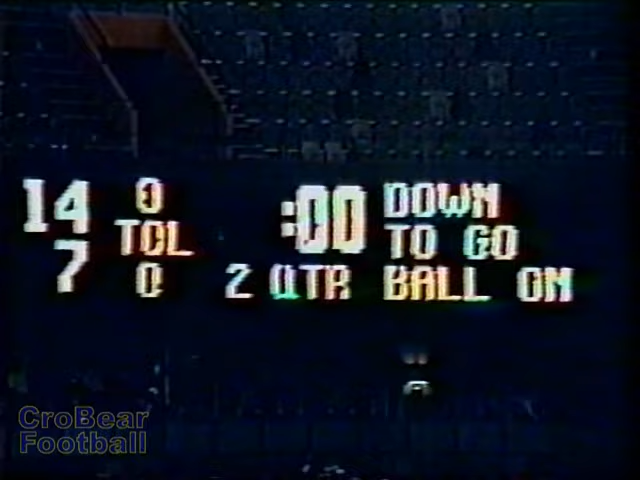 14 0 :00 DOWN
TOL TO GO
7 0 2 QTR BALL ON
CroBear
Football